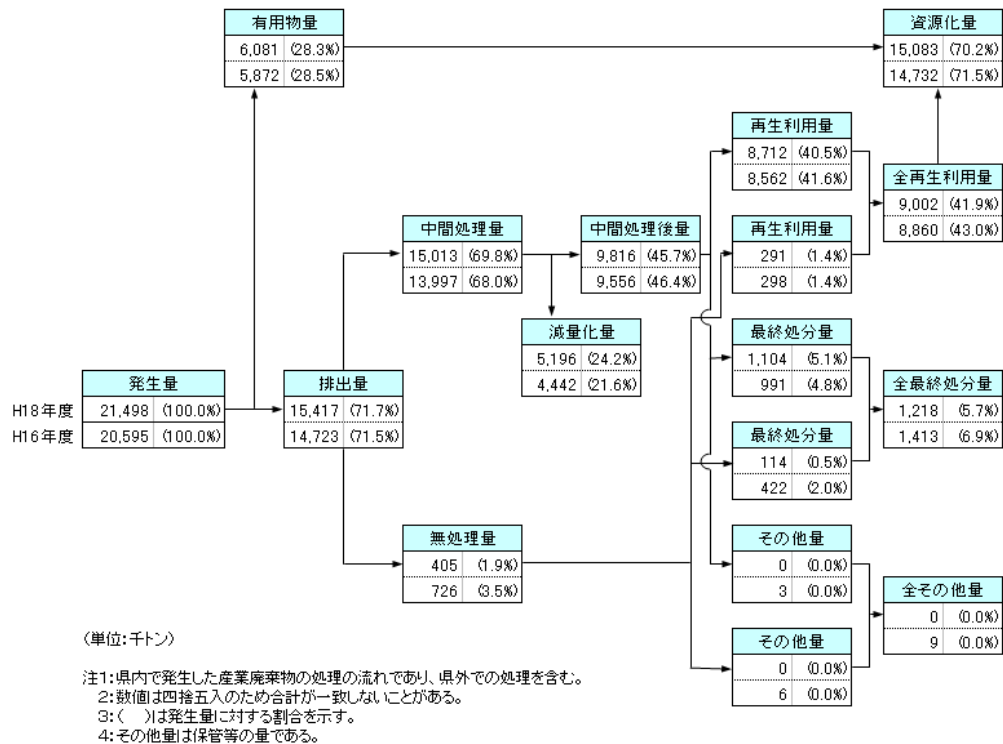 有用物量
6,081 (28.3%)
5,872 (28.5%)
資源化量
15,083 (70.2%)
14,732 (71.5%)
再生利用量
8,712 (40.5%)
8,562 (41.6%)
全再生利用量
9,002 (41.9%)
8,860 (43.0%)
中間処理量
15,013 (69.8%)
13,997 (68.0%)
中間処理後量
9,816 (45.7%)
9,556 (46.4%)
再生利用量
291 (1.4%)
298 (1.4%)
減量化量
5,196 (24.2%)
4,442 (21.6%)
最終処分量
1,104 (5.1%)
991 (4.8%)
発生量
H18年度 21,498 (100.0%)
H16年度 20,595 (100.0%)
排出量
15,417 (71.7%)
14,723 (71.5%)
全最終処分量
1,218 (5.7%)
1,413 (6.9%)
最終処分量
114 (0.5%)
422 (2.0%)
無処理量
405 (1.9%)
726 (3.5%)
その他量
0 (0.0%)
3 (0.0%)
全その他量
0 (0.0%)
9 (0.0%)
その他量
0 (0.0%)
6 (0.0%)
(単位:千トン)
注1:県内で発生した産業廃棄物の処理の流れであり、県外での処理を含む。
2:数値は四捨五入のため合計が一致しないことがある。
3:( )は発生量に対する割合を示す。
4:その他量は保管等の量である。